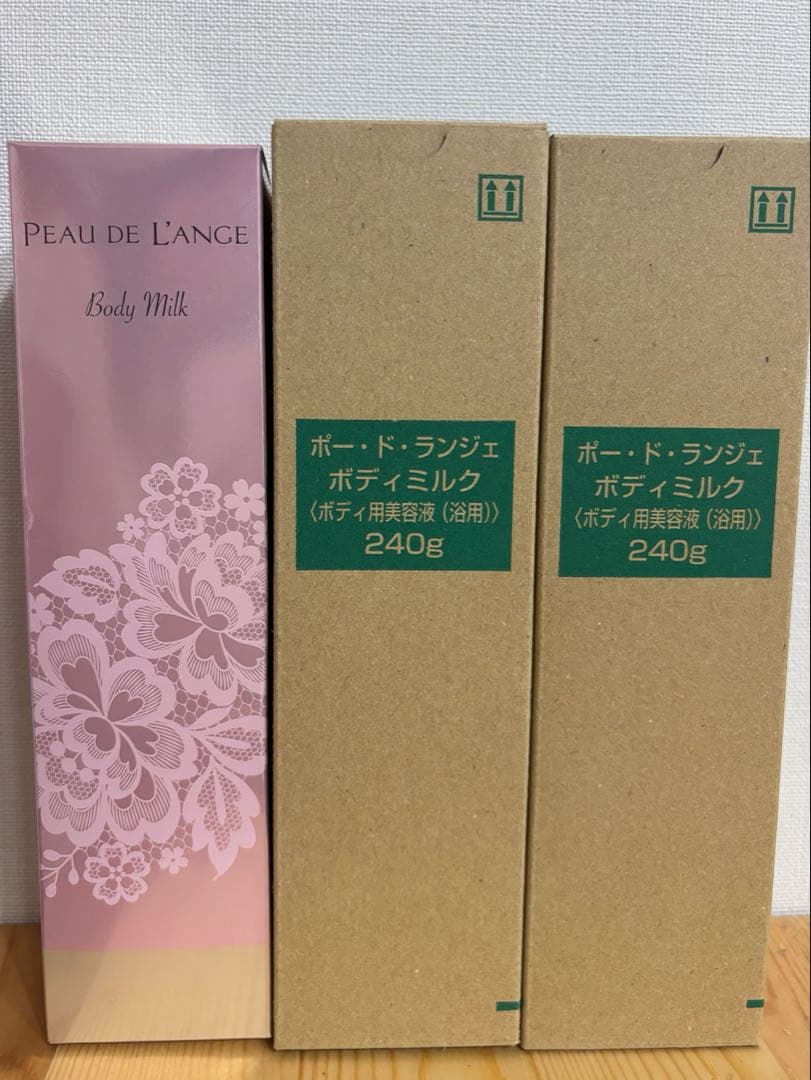 PEAU DE L'ANGE
Body Milk
ポー・ド・ランジェ
ボディミルク
〈ボディ用美容液（浴用）〉
240g
ポー・ド・ランジェ
ボディミルク
〈ボディ用美容液（浴用）〉
240g